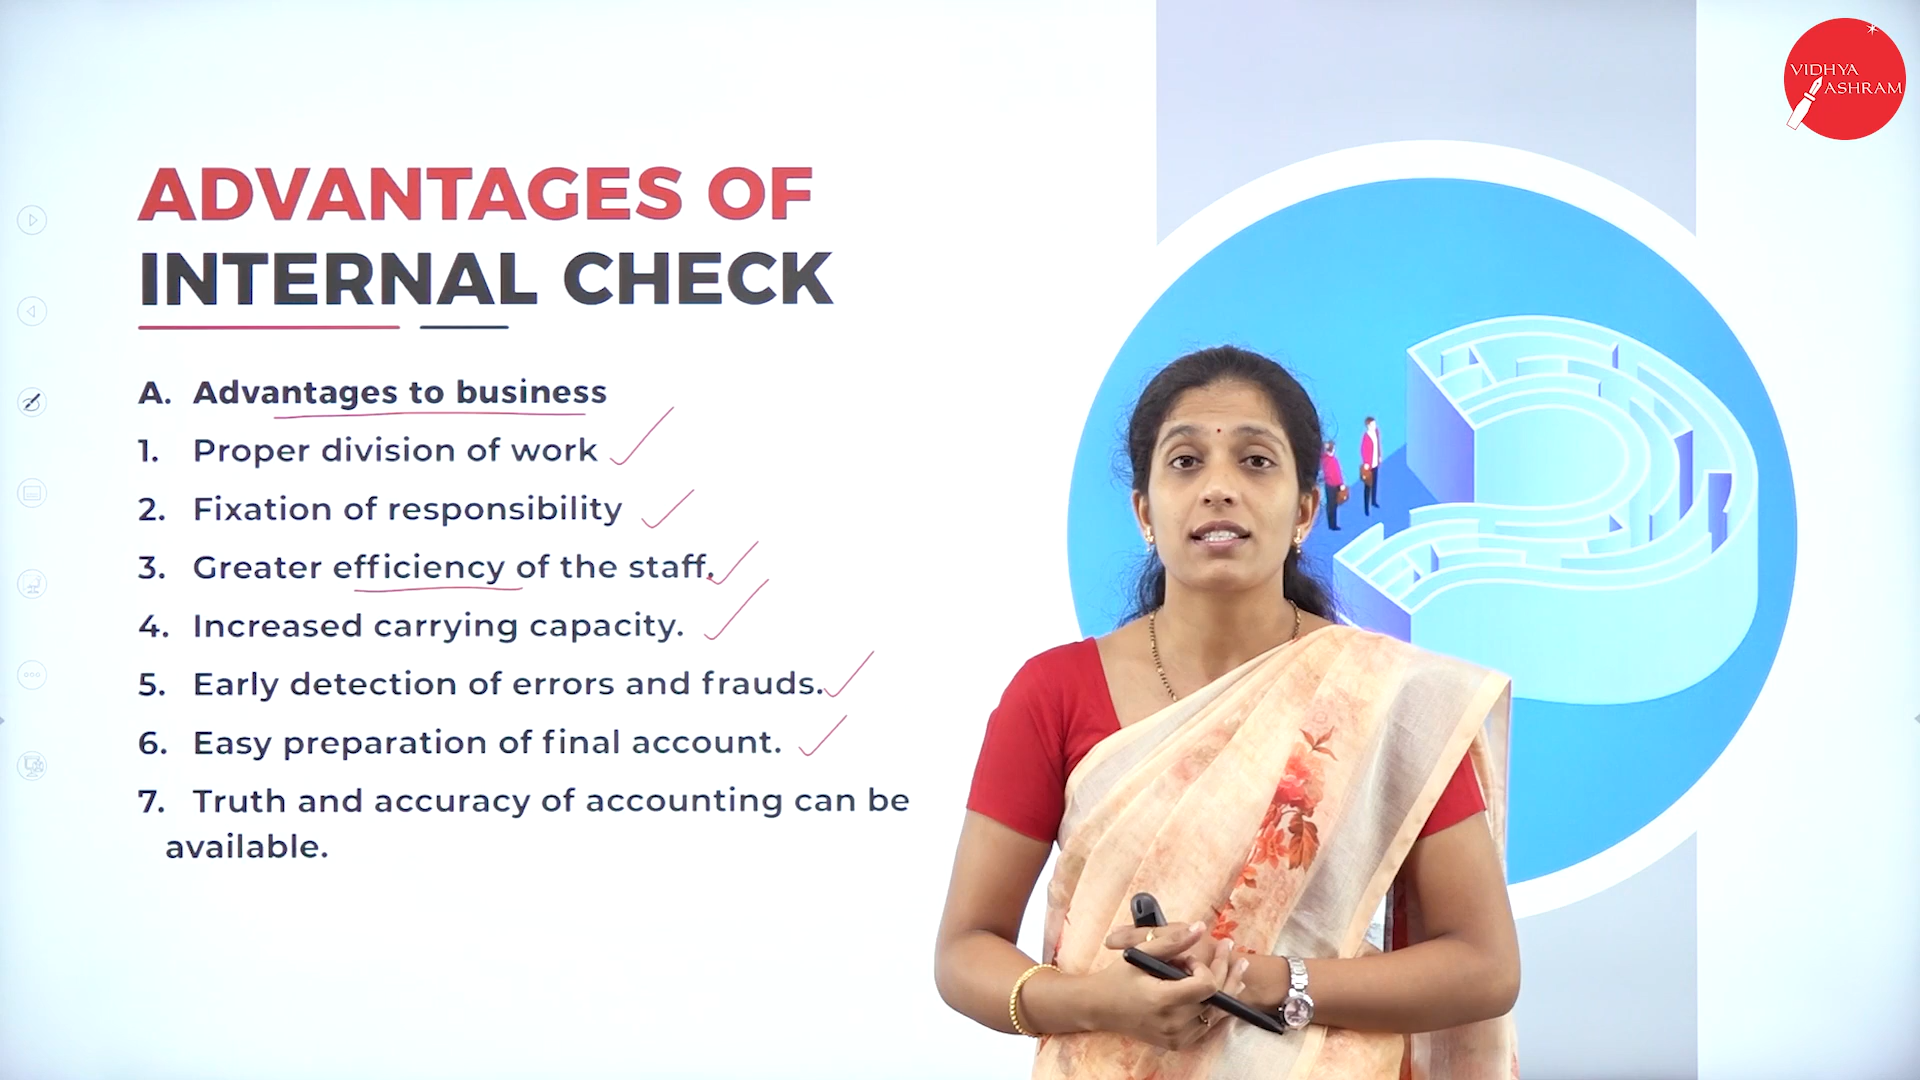 VIDHYA
ASHRAM
ADVANTAGES OF
INTERNAL CHECK
A. Advantages to business
1. Proper division of work
2. Fixation of responsibility
3. Greater efficiency of the staff.
4. Increased carrying capacity.
5. Early detection of errors and frauds.
6. Easy preparation of final account.
7. Truth and accuracy of accounting can be
available.